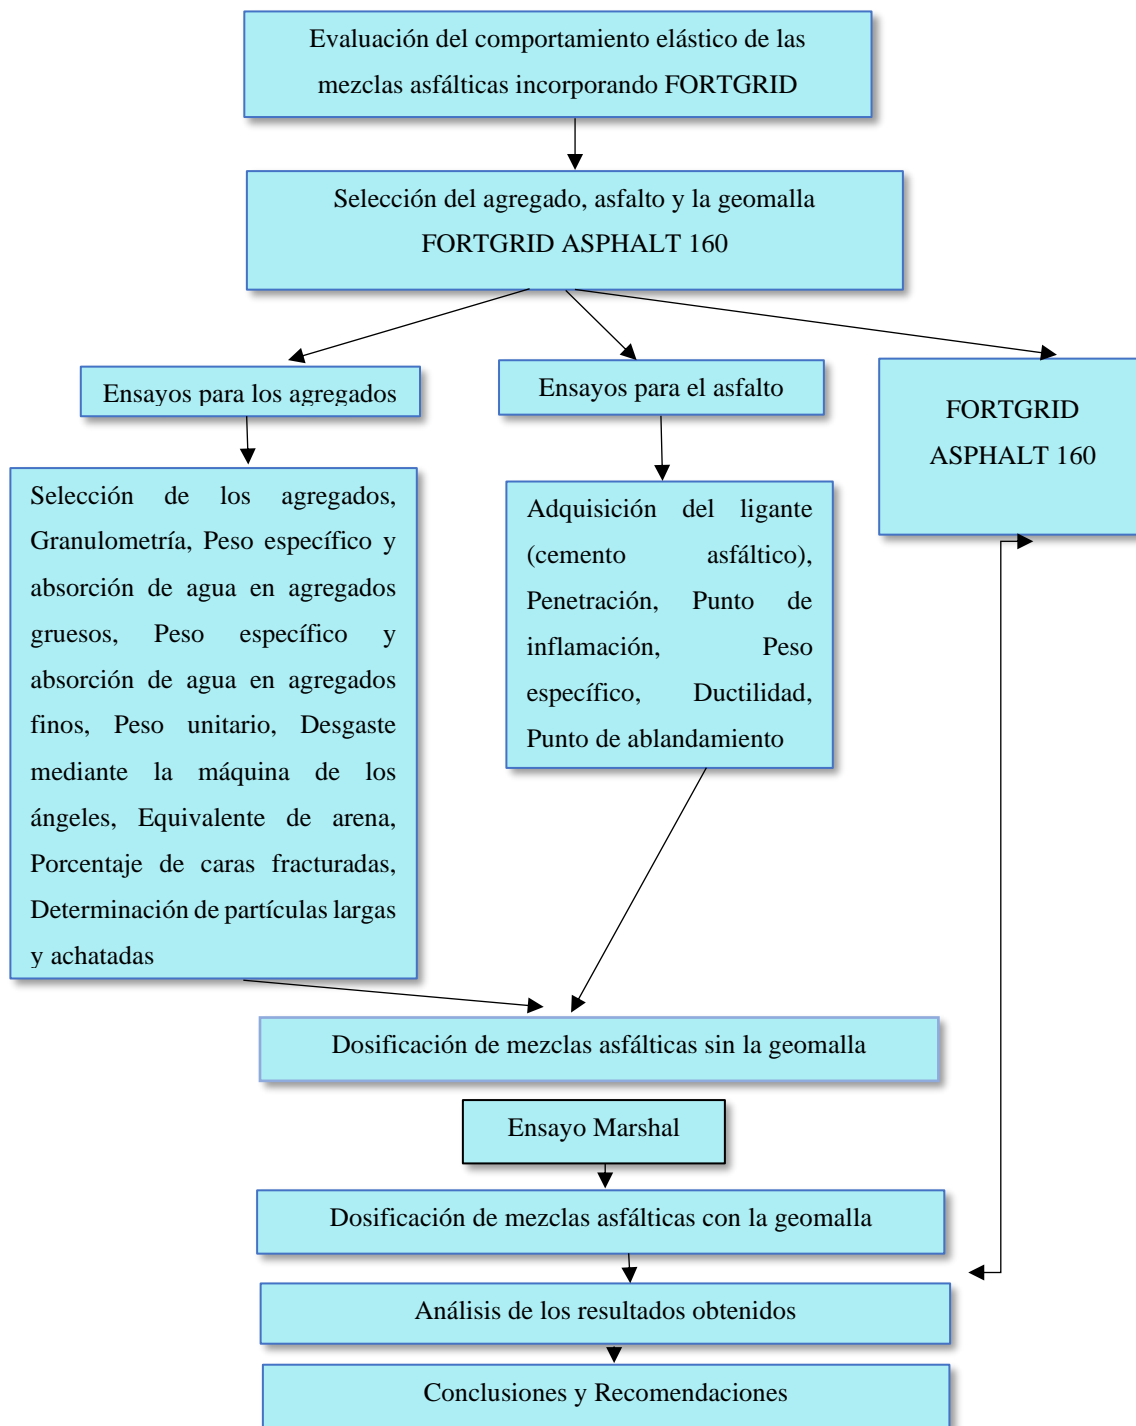 Evaluación del comportamiento elástico de las
mezclas asfálticas incorporando FORTGRID
Selección del agregado, asfalto y la geomalla
FORTGRID ASPHALT 160
Ensayos para los agregados
Ensayos para el asfalto
FORTGRID
ASPHALT 160
Selección de los agregados,
Granulometría, Peso específico y
absorción de agua en agregados
gruesos, Peso específico y
absorción de agua en agregados
finos, Peso unitario, Desgaste
mediante la máquina de los
ángeles, Equivalente de arena,
Porcentaje de caras fracturadas,
Determinación de partículas largas
y achatadas
Adquisición del ligante
(cemento asfáltico),
Penetración, Punto de
inflamación, Peso
específico, Ductilidad,
Punto de ablandamiento
Dosificación de mezclas asfálticas sin la geomalla
Ensayo Marshal
Dosificación de mezclas asfálticas con la geomalla
Análisis de los resultados obtenidos
Conclusiones y Recomendaciones